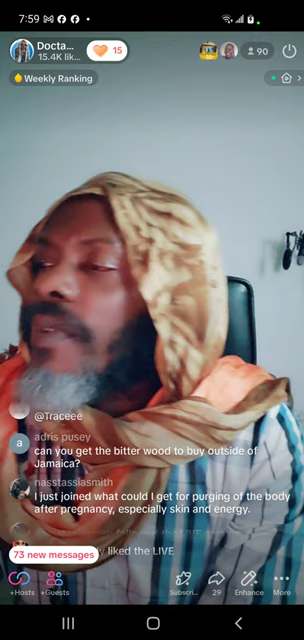 7:59
Docta...
15.4K lik...
15
90
Weekly Ranking
@Traceee
a
adris pusey
can you get the bitter wood to buy outside of
Jamaica?
nasstassiasmith
I just joined what could I get for purging of the body
after pregnancy, especially skin and energy.
73 new messages
liked the LIVE
+Hosts
+Guests
Subscri...
29
Enhance
More